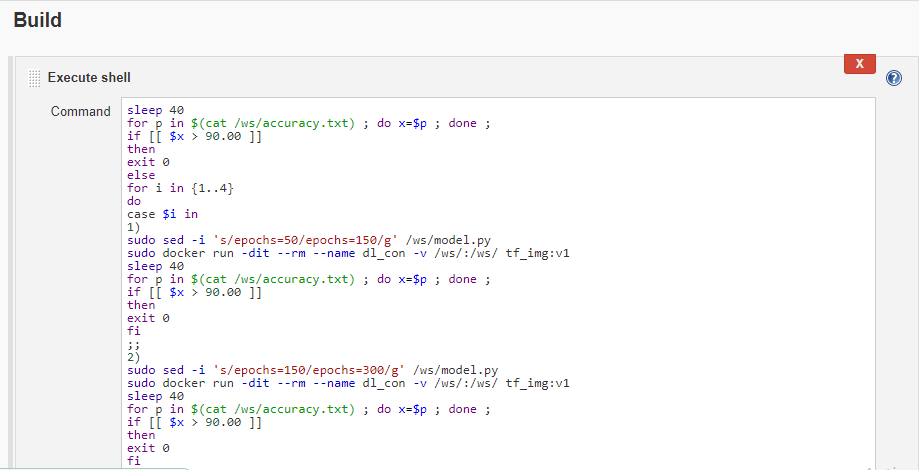 Build
X
Execute shell
?
Command
sleep 40
for p in $(cat /ws/accuracy.txt) ; do x=$p ; done ;
if [[ $x > 90.00 ]]
then
exit 0
else
for i in {1..4}
do
case $i in
1)
sudo sed -i 's/epochs=50/epochs=150/g' /ws/model.py
sudo docker run -dit --rm --name dl_con -v /ws/:/ws/ tf_img:v1
sleep 40
for p in $(cat /ws/accuracy.txt) ; do x=$p ; done ;
if [[ $x > 90.00 ]]
then
exit 0
fi
;;
2)
sudo sed -i 's/epochs=150/epochs=300/g' /ws/model.py
sudo docker run -dit --rm --name dl_con -v /ws/:/ws/ tf_img:v1
sleep 40
for p in $(cat /ws/accuracy.txt) ; do x=$p ; done ;
if [[ $x > 90.00 ]]
then
exit 0
fi